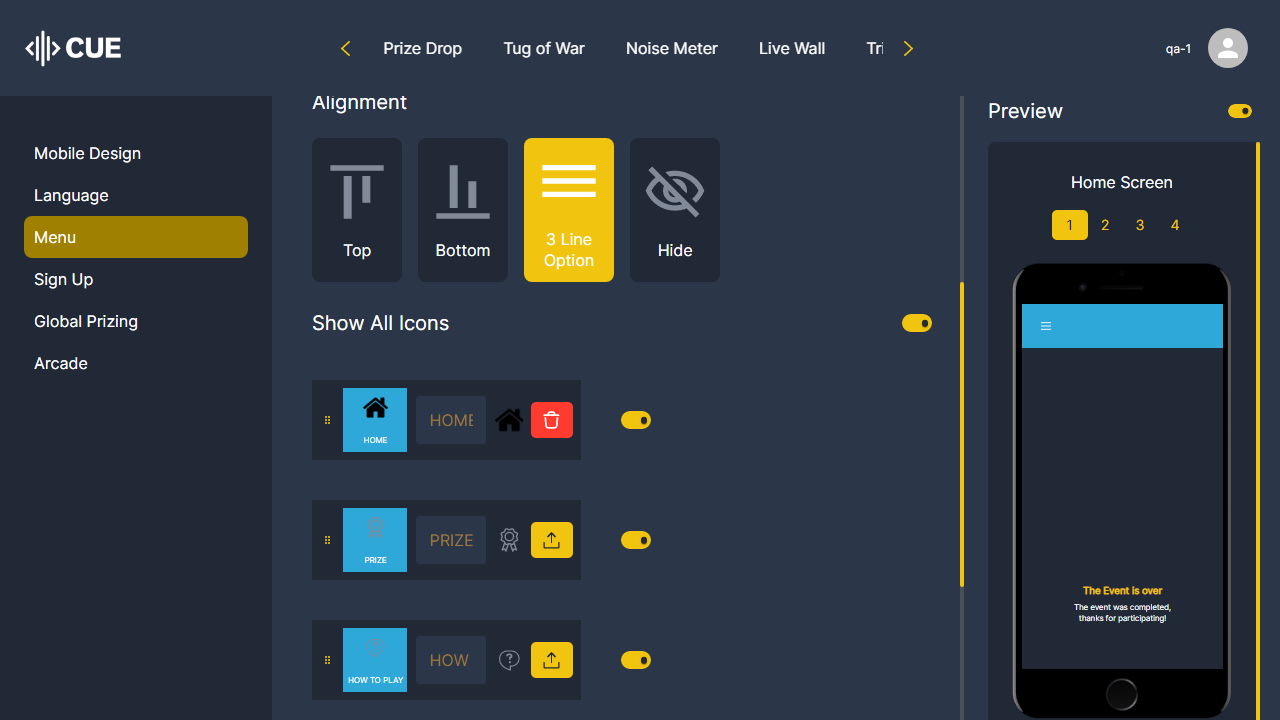 CUE
Prize Drop
Tug of War
Noise Meter
Live Wall
Tri
qa-1
Mobile Design
Language
Menu
Sign Up
Global Prizing
Arcade
Alignment
Top
Bottom
3 Line
Option
Hide
Show All Icons
HOME
HOME
PRIZE
PRIZE
HOW TO PLAY
HOW
Preview
Home Screen
1 2 3 4
The Event is over
The event was completed,
thanks for participating!